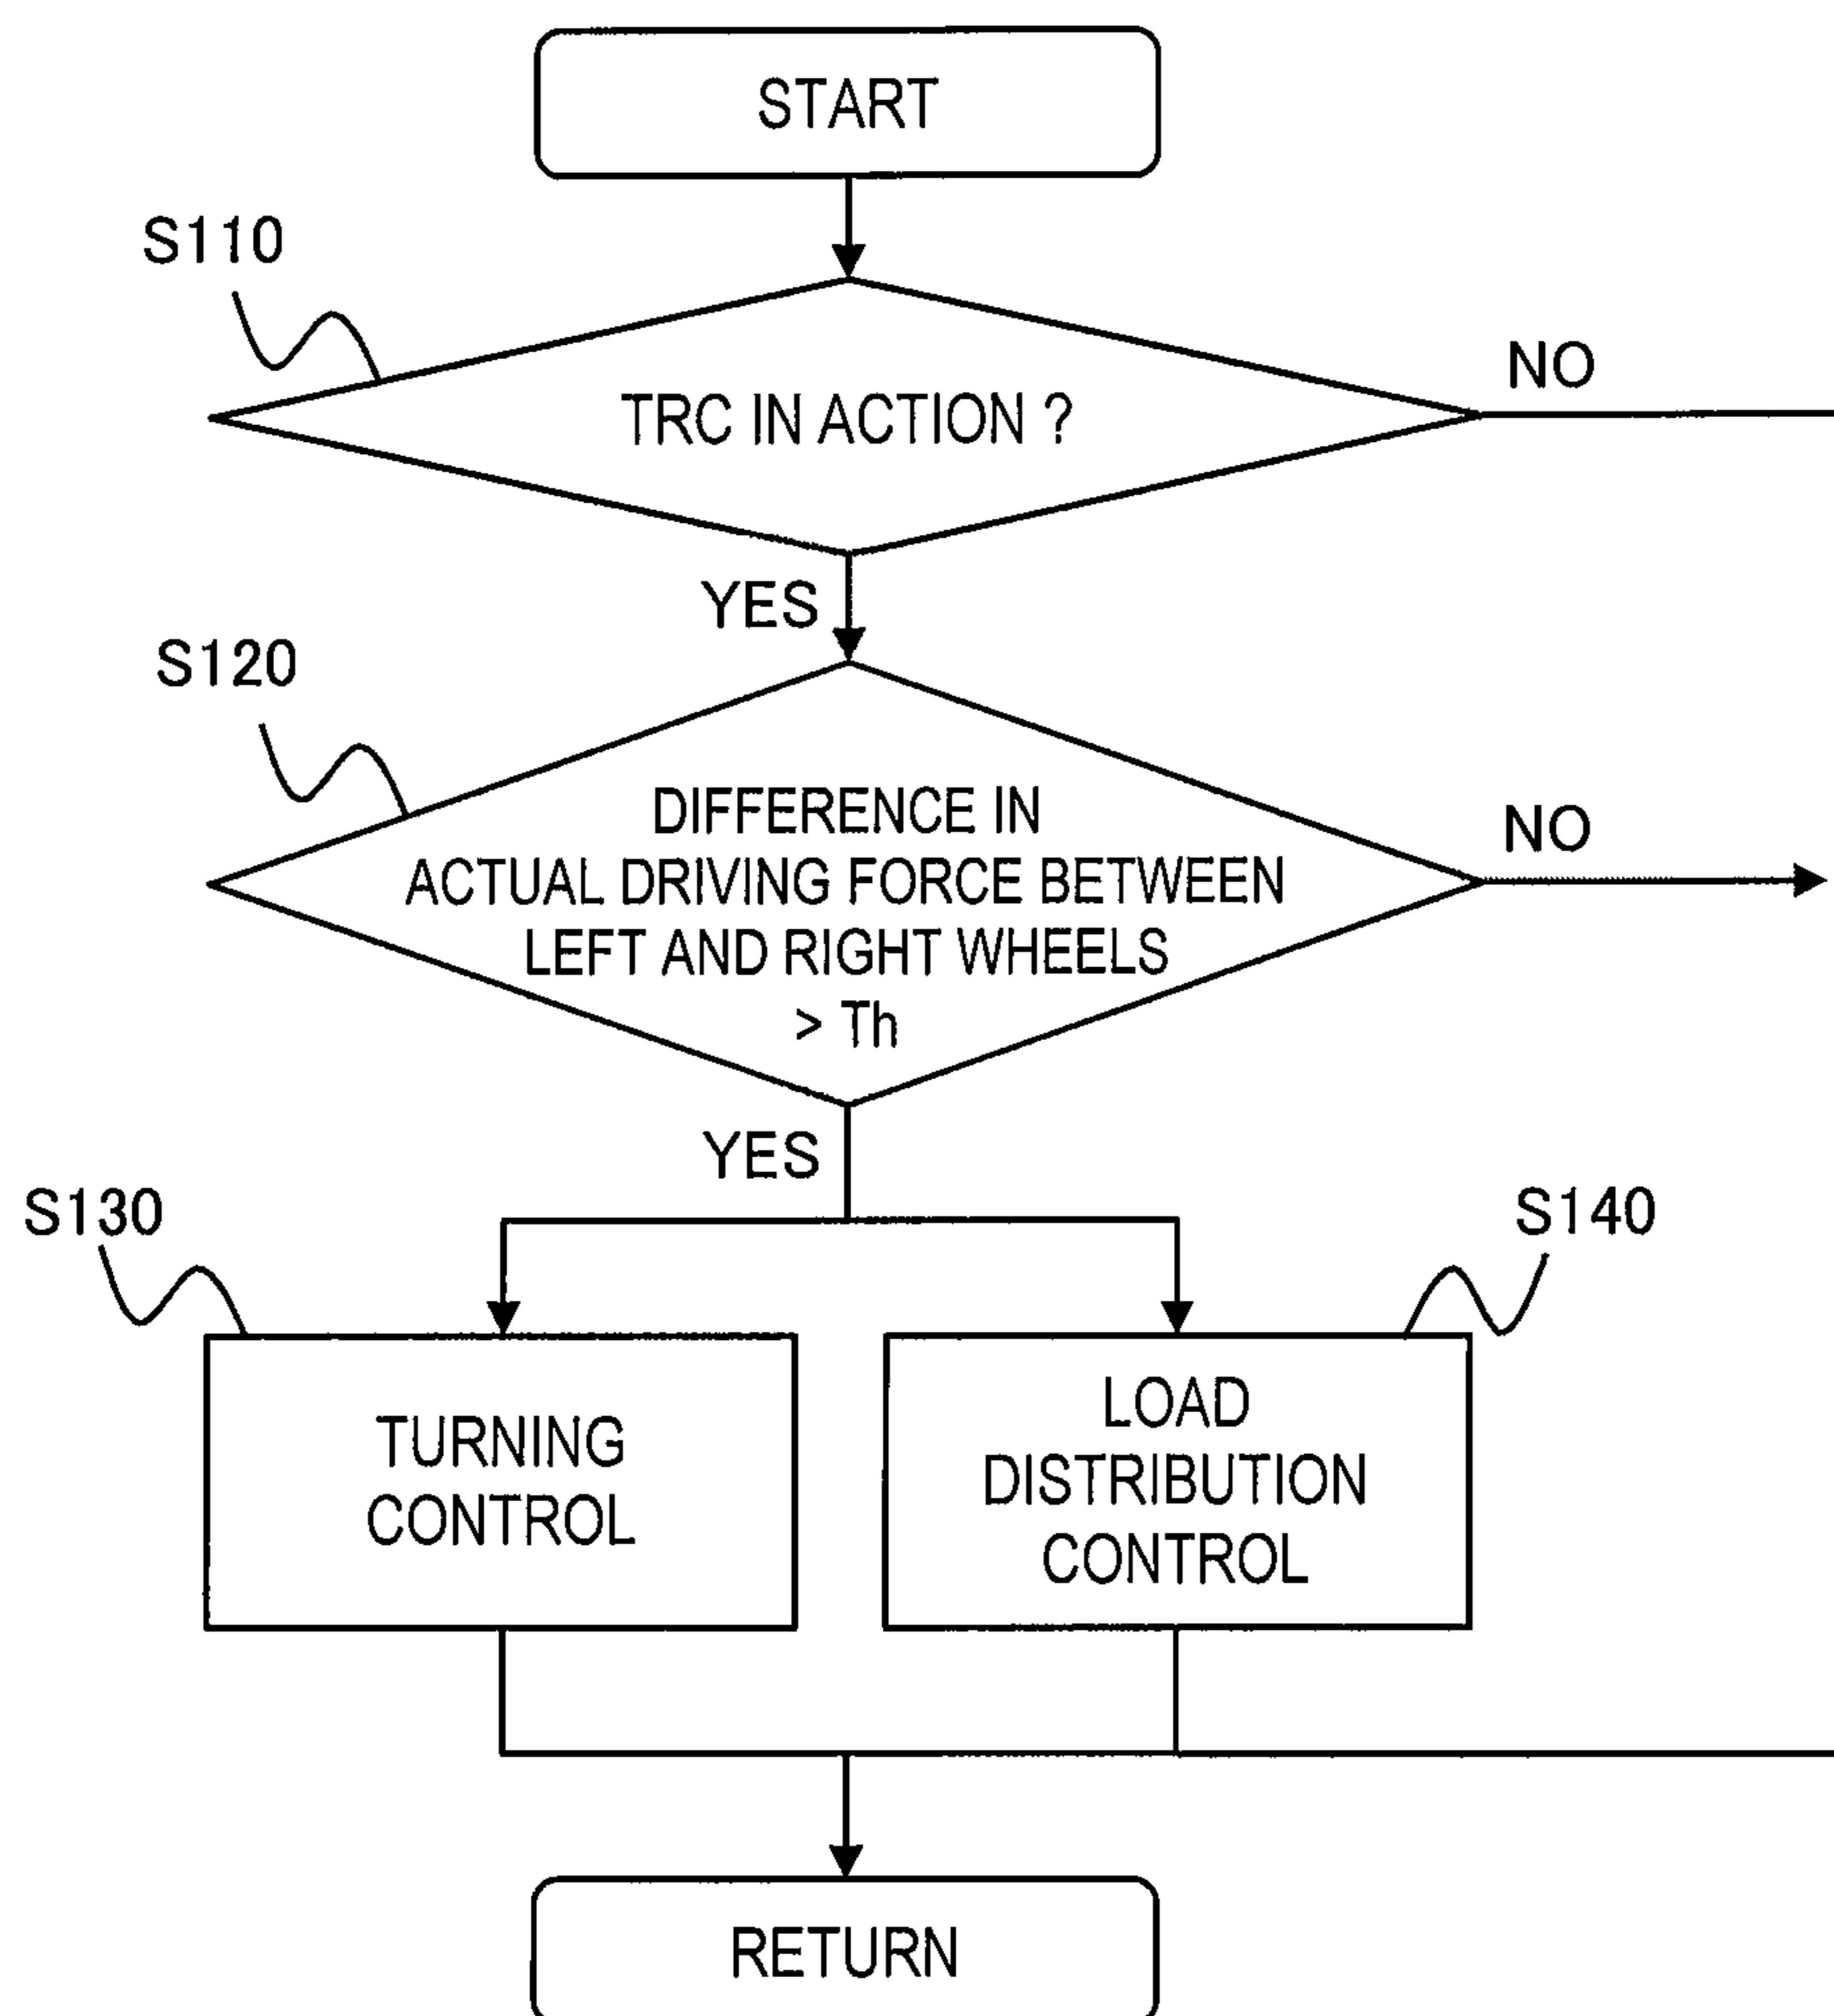 START
S110
NO
TRC IN ACTION ?
YES
S120
DIFFERENCE IN
NO
ACTUAL DRIVING FORCE BETWEEN
LEFT AND RIGHT WHEELS
> Th
YES
S130
S140
TURNING
CONTROL
LOAD
DISTRIBUTION
CONTROL
RETURN